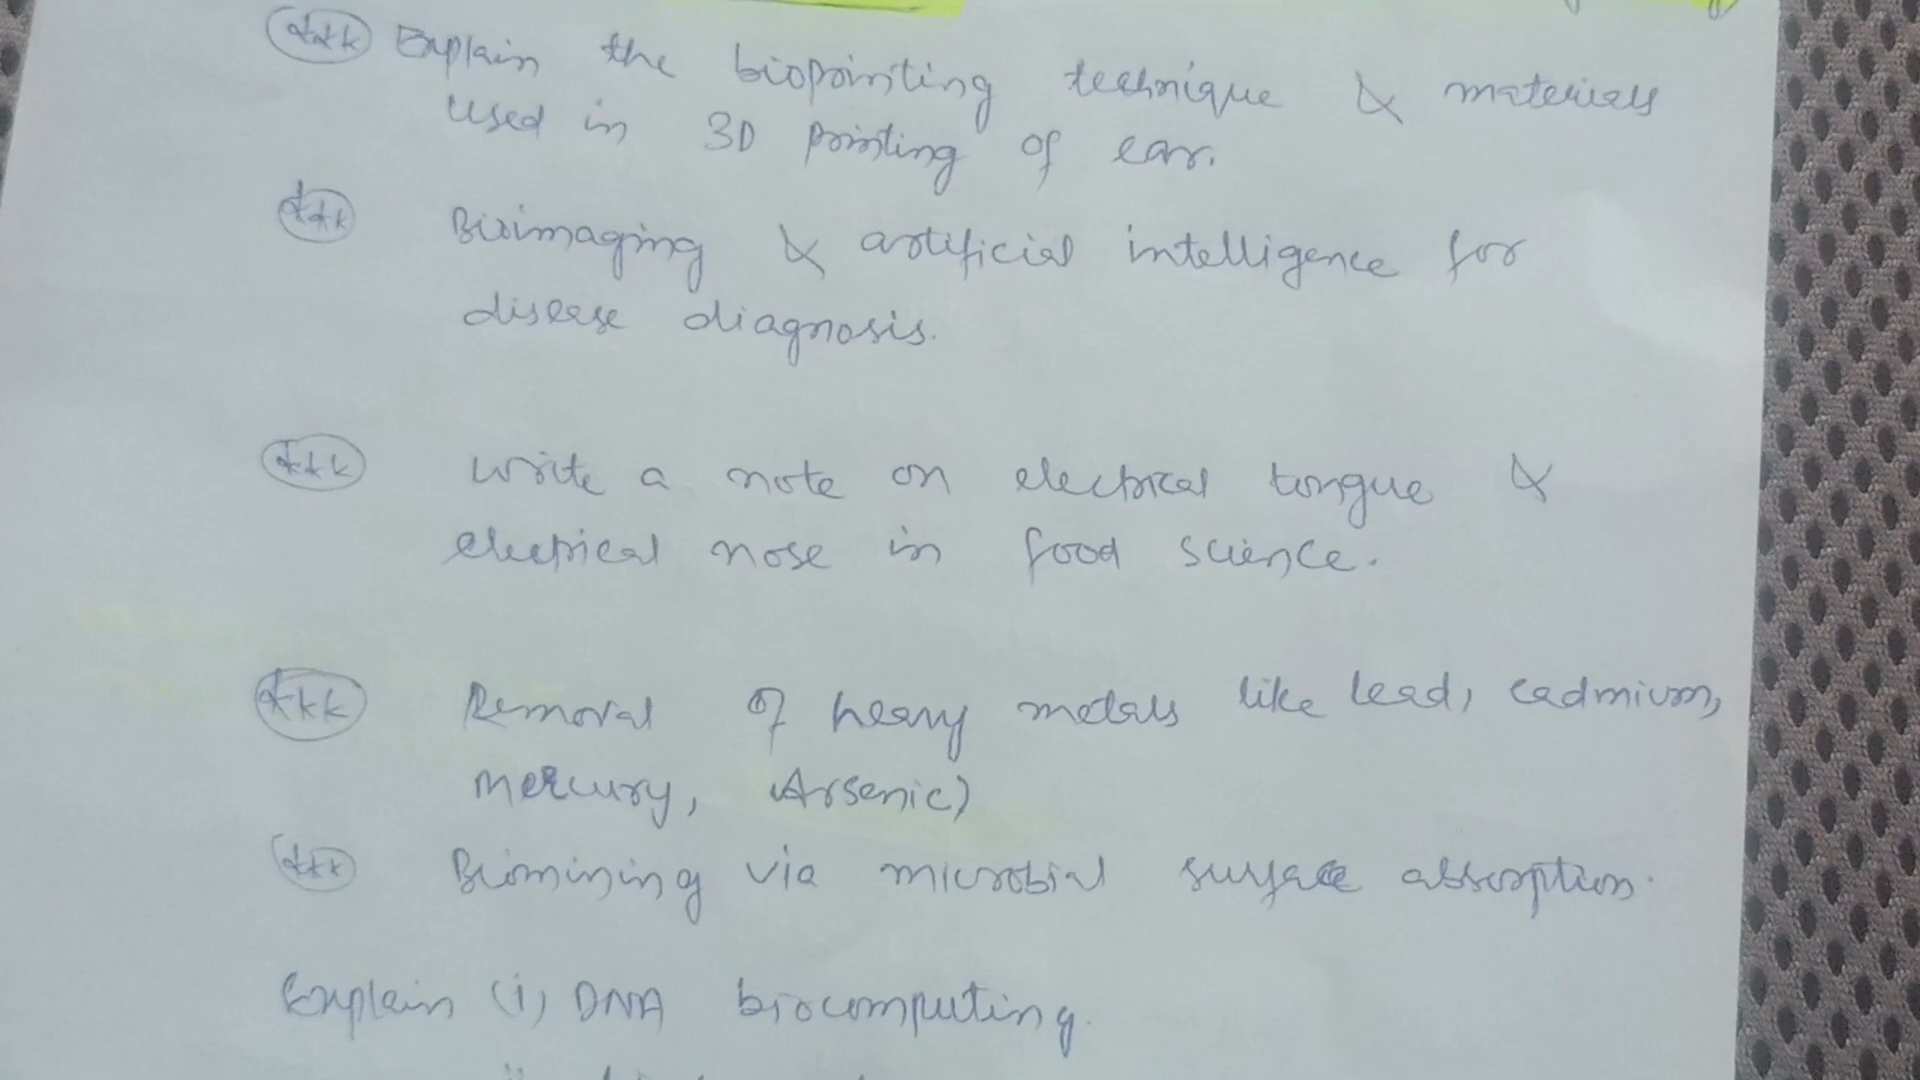 *** Explain the bioprinting technique & materials
used in 3D printing of ear.
*** Bioimaging & artificial intelligence for
disease diagnosis.
*** write a note on electrical tongue &
electrical nose in food science.
*** Removal of heavy metals like lead, cadmium,
mercury, Arsenic)
*** Biomining via microbial surface absorption.
Explain (i) DNA biocomputing.